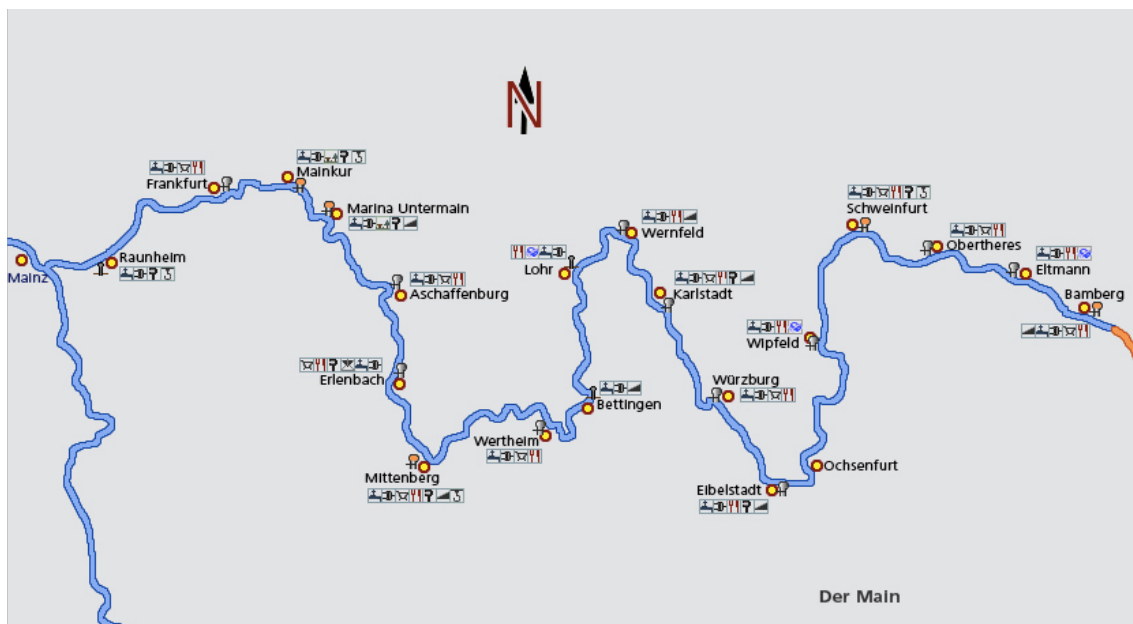 N
Mainkur
Frankfurt
Marina Untermain
Schweinfurt
Wernfeld
Obertheres
Raunheim
Mainz
Lohr
Eltmann
Aschaffenburg
Karlstadt
Bamberg
Wipfeld
Erlenbach
Würzburg
Bettingen
Wertheim
Ochsenfurt
Mittenberg
Eibelstadt
Der Main